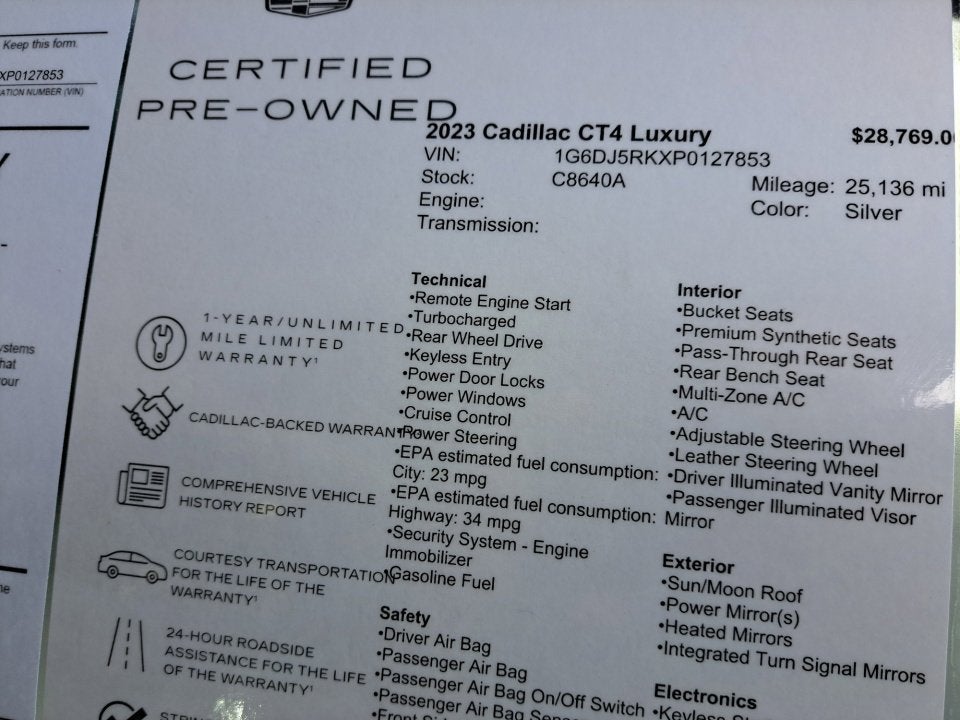 Keep this form.
XP0127853
ATION NUMBER (VIN)
ystems
hat
our
CERTIFIED
PRE-OWNED
2023 Cadillac CT4 Luxury $28,769.0
VIN: 1G6DJ5RKXP0127853
Stock: C8640A Mileage: 25,136 mi
Engine: Color: Silver
Transmission:
1-YEAR/UNLIMITED
MILE LIMITED
WARRANTY¹
CADILLAC-BACKED WARRANTY
COMPREHENSIVE VEHICLE
HISTORY REPORT
COURTESY TRANSPORTATION
FOR THE LIFE OF THE
WARRANTY¹
24-HOUR ROADSIDE
ASSISTANCE FOR THE LIFE
OF THE WARRANTY¹
Technical
•Remote Engine Start
•Turbocharged
•Rear Wheel Drive
•Keyless Entry
•Power Door Locks
•Power Windows
•Cruise Control
•Power Steering
•EPA estimated fuel consumption:
City: 23 mpg
•EPA estimated fuel consumption:
Highway: 34 mpg
•Security System - Engine
Immobilizer
•Gasoline Fuel
Safety
•Driver Air Bag
•Passenger Air Bag
•Passenger Air Bag On/Off Switch
•Passenger Air Bag
Interior
•Bucket Seats
•Premium Synthetic Seats
•Pass-Through Rear Seat
•Rear Bench Seat
•Multi-Zone A/C
•A/C
•Adjustable Steering Wheel
•Leather Steering Wheel
•Driver Illuminated Vanity Mirror
•Passenger Illuminated Visor
Mirror
Exterior
•Sun/Moon Roof
•Power Mirror(s)
•Heated Mirrors
•Integrated Turn Signal Mirrors
Electronics